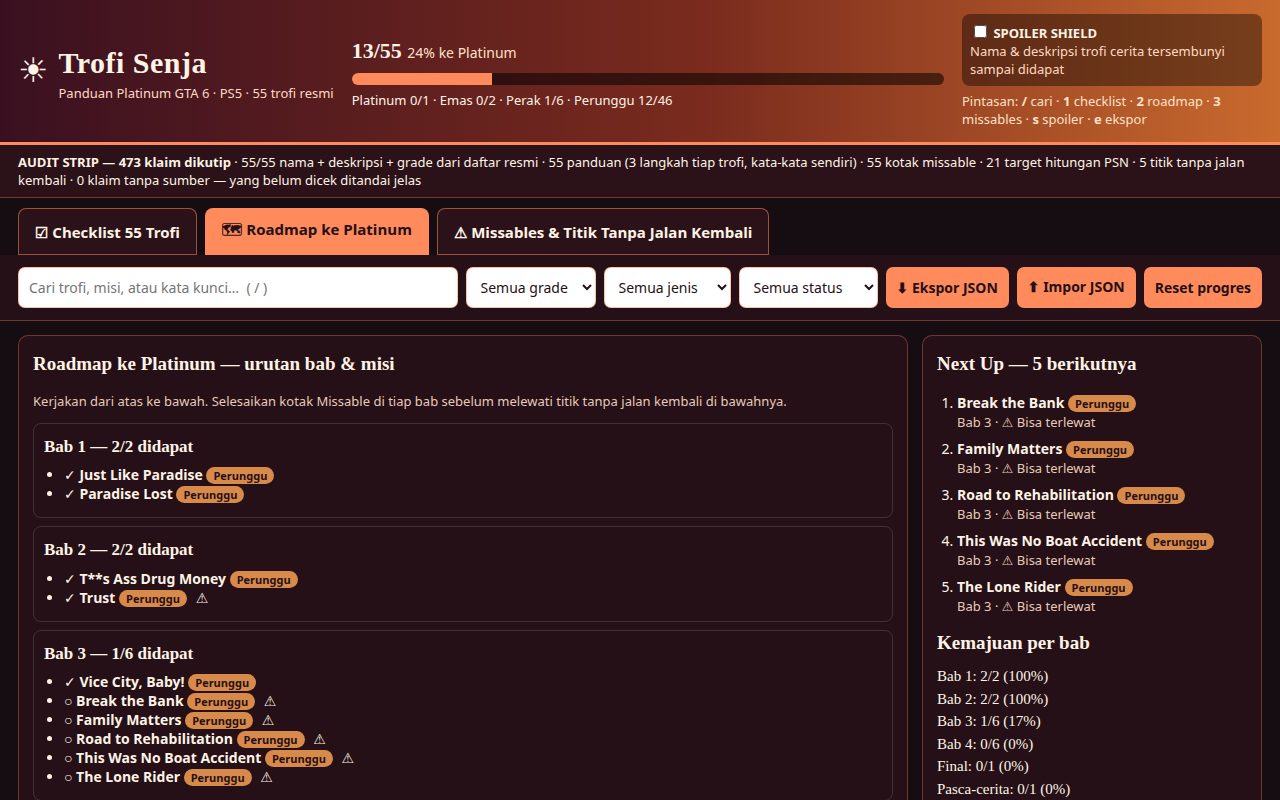 Trofi Senja
Panduan Platinum GTA 6 · PS5 · 55 trofi resmi
13/55 24% ke Platinum
Platinum 0/1 · Emas 0/2 · Perak 1/6 · Perunggu 12/46
SPOILER SHIELD
Nama & deskripsi trofi cerita tersembunyi
sampai didapat
Pintasan: / cari · 1 checklist · 2 roadmap · 3
missables · s spoiler · e ekspor
AUDIT STRIP — 473 klaim dikutip · 55/55 nama + deskripsi + grade dari daftar resmi · 55 panduan (3 langkah tiap trofi, kata-kata sendiri) · 55 kotak missable · 21 target hitungan PSN · 5 titik tanpa jalan
kembali · 0 klaim tanpa sumber — yang belum dicek ditandai jelas
☑ Checklist 55 Trofi
🗺 Roadmap ke Platinum
⚠ Missables & Titik Tanpa Jalan Kembali
Cari trofi, misi, atau kata kunci... ( / )
Semua grade
Semua jenis
Semua status
⬇ Ekspor JSON
⬆ Impor JSON
Reset progres
Roadmap ke Platinum — urutan bab & misi
Kerjakan dari atas ke bawah. Selesaikan kotak Missable di tiap bab sebelum melewati titik tanpa jalan kembali di bawahnya.
Bab 1 — 2/2 didapat
• ✓ Just Like Paradise Perunggu
• ✓ Paradise Lost Perunggu
Bab 2 — 2/2 didapat
• ✓ T**s Ass Drug Money Perunggu
• ✓ Trust Perunggu ⚠
Bab 3 — 1/6 didapat
• ✓ Vice City, Baby! Perunggu
• ○ Break the Bank Perunggu ⚠
• ○ Family Matters Perunggu ⚠
• ○ Road to Rehabilitation Perunggu ⚠
• ○ This Was No Boat Accident Perunggu ⚠
• ○ The Lone Rider Perunggu ⚠
Next Up — 5 berikutnya
1. Break the Bank Perunggu
Bab 3 · ⚠ Bisa terlewat
2. Family Matters Perunggu
Bab 3 · ⚠ Bisa terlewat
3. Road to Rehabilitation Perunggu
Bab 3 · ⚠ Bisa terlewat
4. This Was No Boat Accident Perunggu
Bab 3 · ⚠ Bisa terlewat
5. The Lone Rider Perunggu
Bab 3 · ⚠ Bisa terlewat
Kemajuan per bab
Bab 1: 2/2 (100%)
Bab 2: 2/2 (100%)
Bab 3: 1/6 (17%)
Bab 4: 0/6 (0%)
Final: 0/1 (0%)
Pasca-cerita: 0/1 (0%)